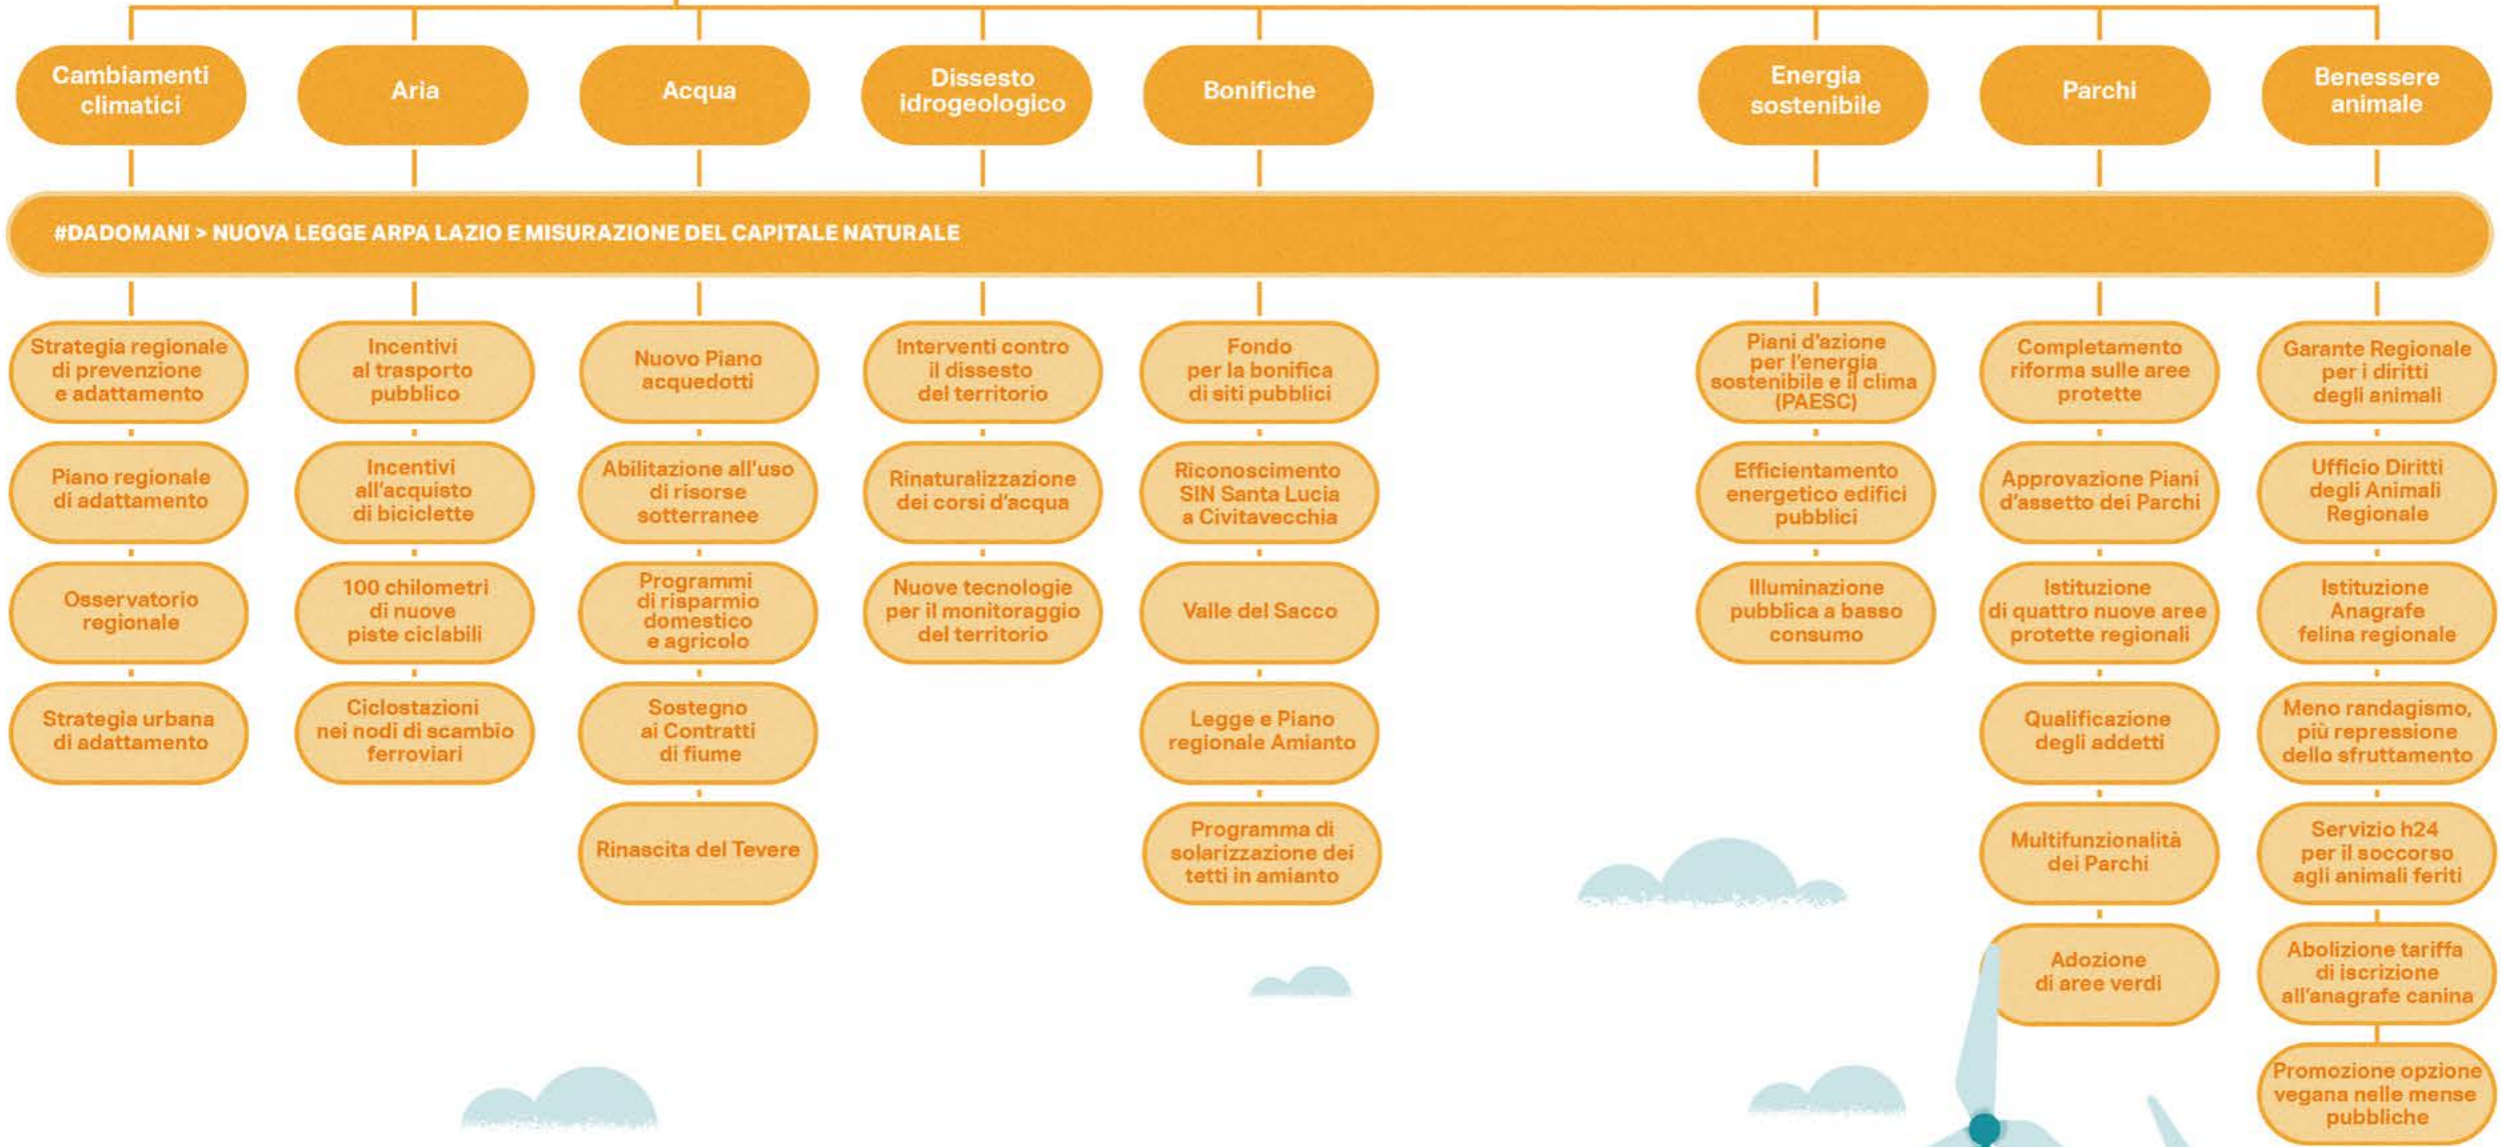 Cambiamenti
climatici
Aria
Acqua
Dissesto
idrogeologico
Bonifiche
Energia
sostenibile
Parchi
Benessere
animale
#DADOMANI > NUOVA LEGGE ARPA LAZIO E MISURAZIONE DEL CAPITALE NATURALE
Strategia regionale
di prevenzione
e adattamento
Piano regionale
di adattamento
Osservatorio
regionale
Strategia urbana
di adattamento
Incentivi
al trasporto
pubblico
Incentivi
all'acquisto
di biciclette
100 chilometri
di nuove
piste ciclabili
Ciclostazioni
nei nodi di scambio
ferroviari
Nuovo Piano
acquedotti
Abilitazione all'uso
di risorse
sotterranee
Programmi
di risparmio
domestico
e agricolo
Sostegno
ai Contratti
di fiume
Rinascita del Tevere
Interventi contro
il dissesto
del territorio
Rinaturalizzazione
dei corsi d'acqua
Nuove tecnologie
per il monitoraggio
del territorio
Fondo
per la bonifica
di siti pubblici
Riconoscimento
SIN Santa Lucia
a Civitavecchia
Valle del Sacco
Legge e Piano
regionale Amianto
Programma di
solarizzazione dei
tetti in amianto
Piani d'azione
per l'energia
sostenibile e il clima
(PAESC)
Efficientamento
energetico edifici
pubblici
Illuminazione
pubblica a basso
consumo
Completamento
riforma sulle aree
protette
Approvazione Piani
d'assetto dei Parchi
Istituzione
di quattro nuove aree
protette regionali
Qualificazione
degli addetti
Multifunzionalità
dei Parchi
Adozione
di aree verdi
Garante Regionale
per i diritti
degli animali
Ufficio Diritti
degli Animali
Regionale
Istituzione
Anagrafe
felina regionale
Meno randagismo,
più repressione
dello sfruttamento
Servizio h24
per il soccorso
agli animali feriti
Abolizione tariffa
di iscrizione
all'anagrafe canina
Promozione opzione
vegana nelle mense
pubbliche